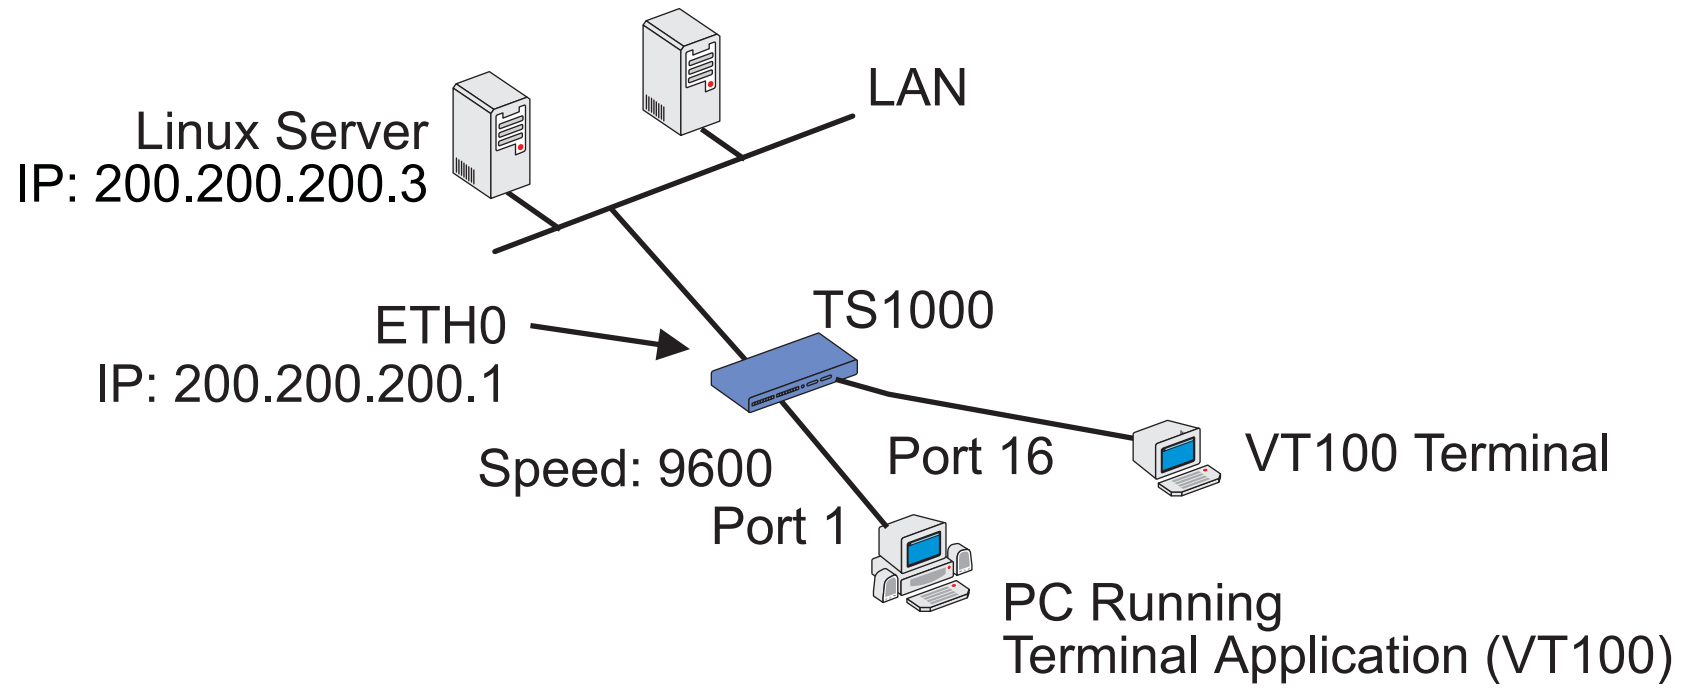 LAN
Linux Server
IP: 200.200.200.3
TS1000
ETH0
IP: 200.200.200.1
Port 16
VT100 Terminal
Speed: 9600
Port 1
PC Running
Terminal Application (VT100)